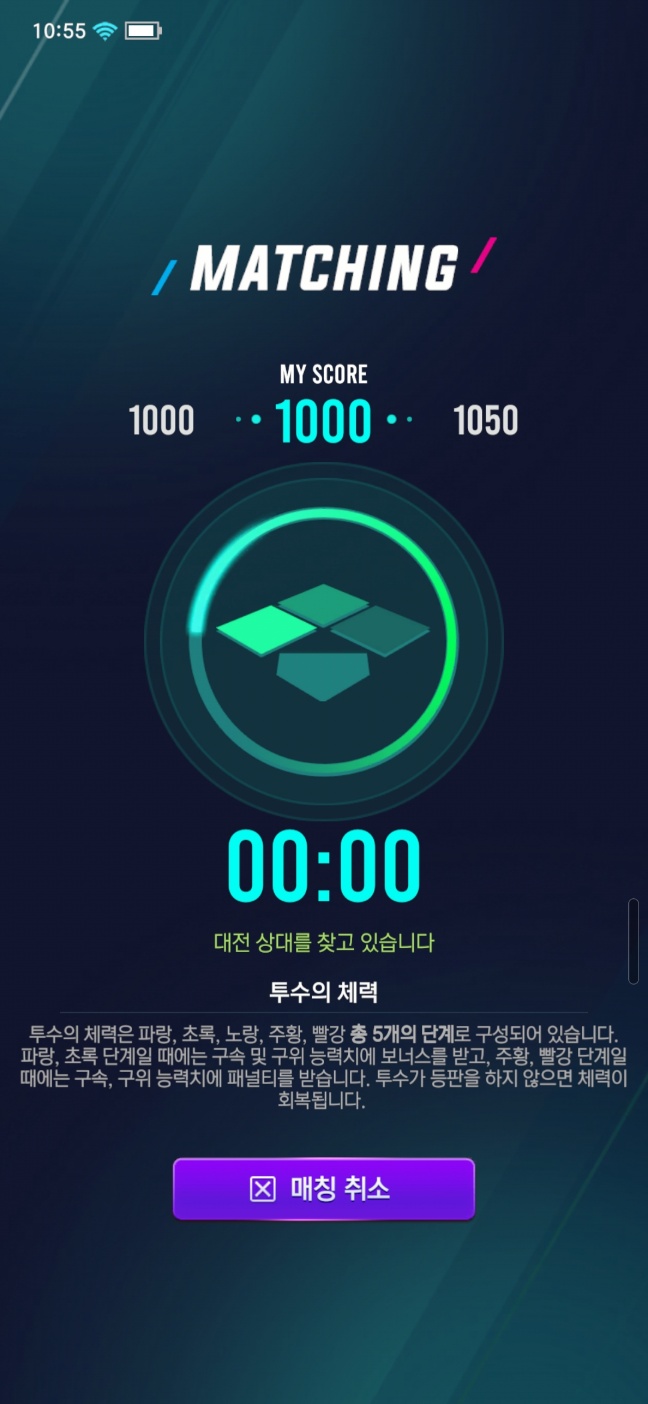 10:55
MATCHING
MY SCORE
1000 1000 1050
00:00
대전 상대를 찾고 있습니다
투수의 체력
투수의 체력은 파랑, 초록, 노랑, 주황, 빨강 총 5개의 단계로 구성되어 있습니다.
파랑, 초록 단계일 때에는 구속 및 구위 능력치에 보너스를 받고, 주황, 빨강 단계일
때에는 구속, 구위 능력치에 패널티를 받습니다. 투수가 등판을 하지 않으면 체력이
회복됩니다.
매칭 취소